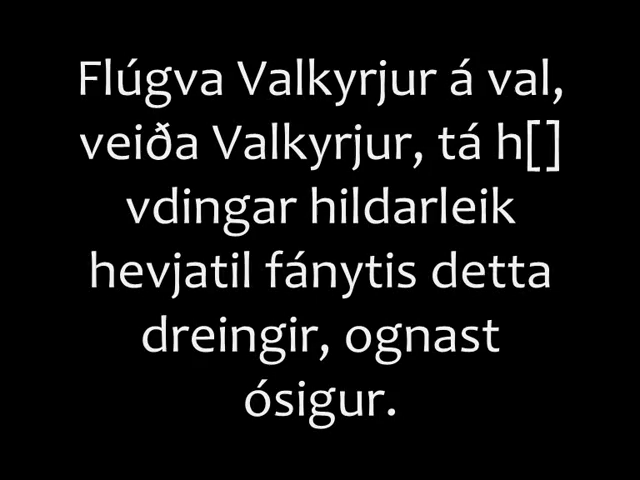 Flúgva Valkyrjur á val,
veiða Valkyrjur, tá h[]
vdingar hildarleik
hevjatil fánytis detta
dreingir, ognast
ósigur.